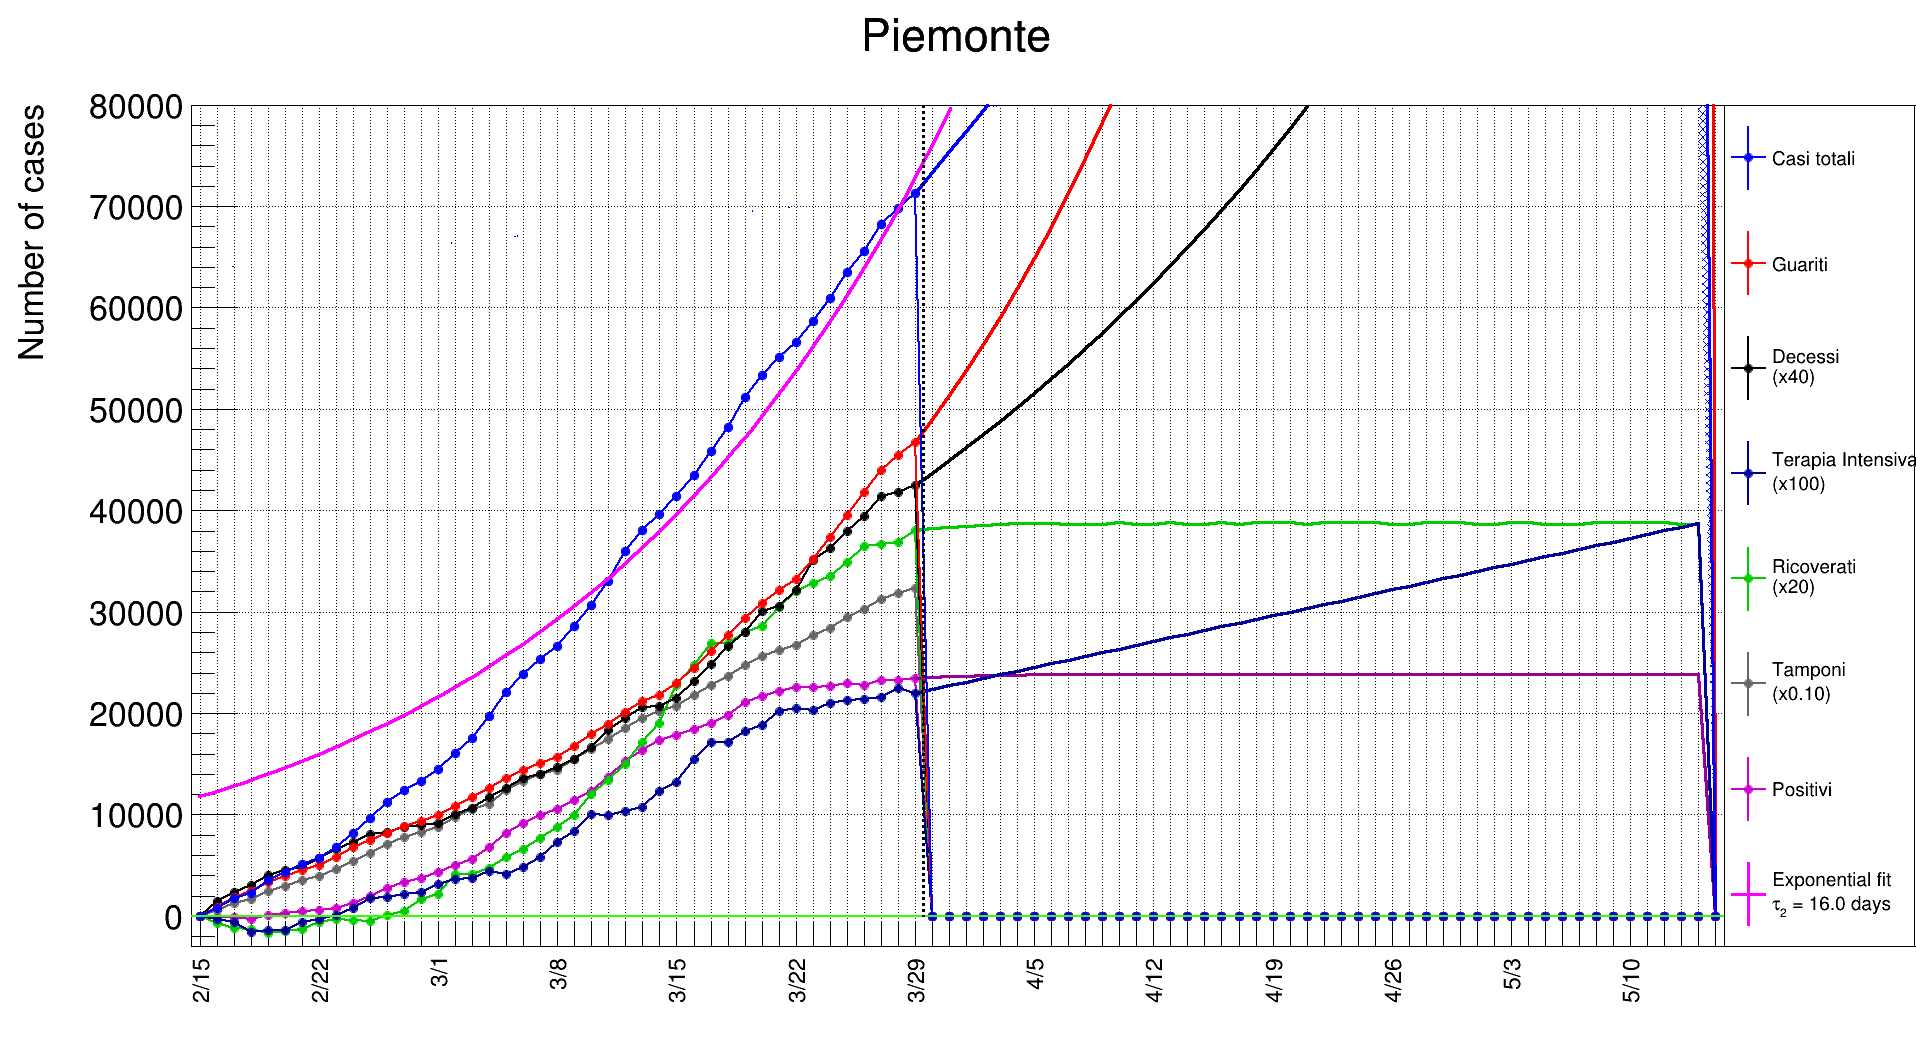 Piemonte
Number of cases
80000
70000
60000
50000
40000
30000
20000
10000
0
2/15
2/22
3/1
3/8
3/15
3/22
3/29
4/5
4/12
4/19
4/26
5/3
5/10
Casi totali
Guariti
Decessi
(x40)
Terapia Intensiva
(x100)
Ricoverati
(x20)
Tamponi
(x0.10)
Positivi
Exponential fit
τ2 = 16.0 days